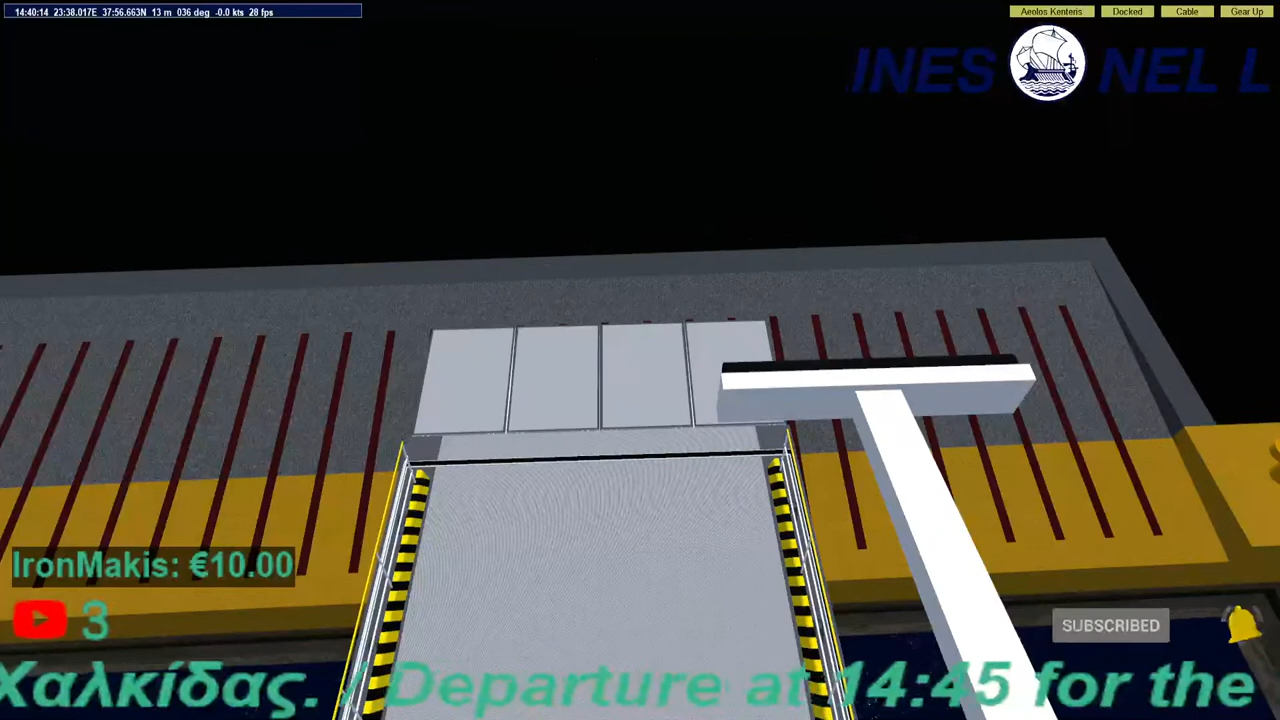 14:40:14 23:38.017E 37:56.663N 13 m 036 deg -0.0 kts 28 fps
Aeolos Kenteris Docked Cable Gear Up
INES NEL L
IronMakis: €10.00
3
SUBSCRIBED
Χαλκίδας. / Departure at 14:45 for the